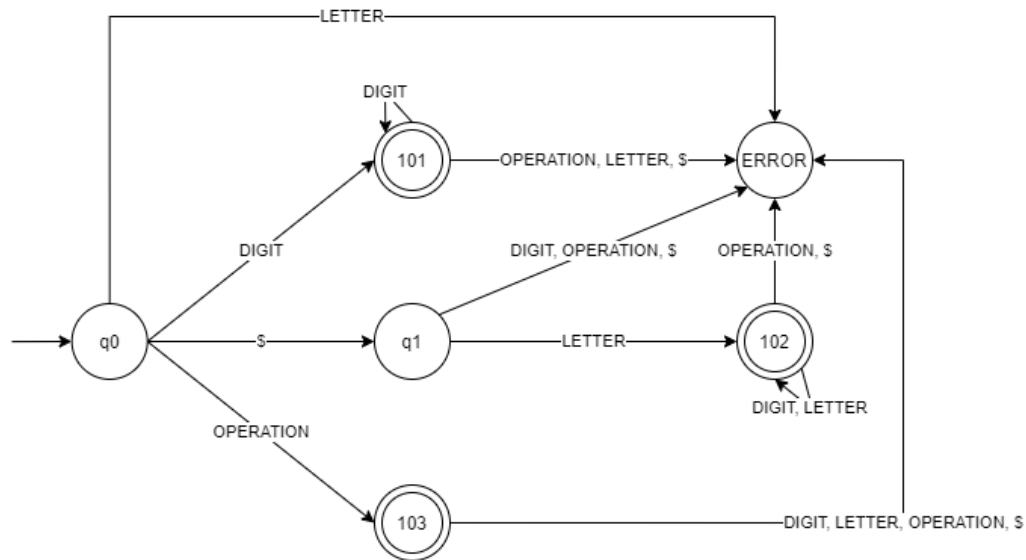 LETTER
DIGIT
101
OPERATION, LETTER, $
ERROR
DIGIT
DIGIT, OPERATION, $
OPERATION, $
q0
$
q1
LETTER
102
DIGIT, LETTER
OPERATION
103
DIGIT, LETTER, OPERATION, $